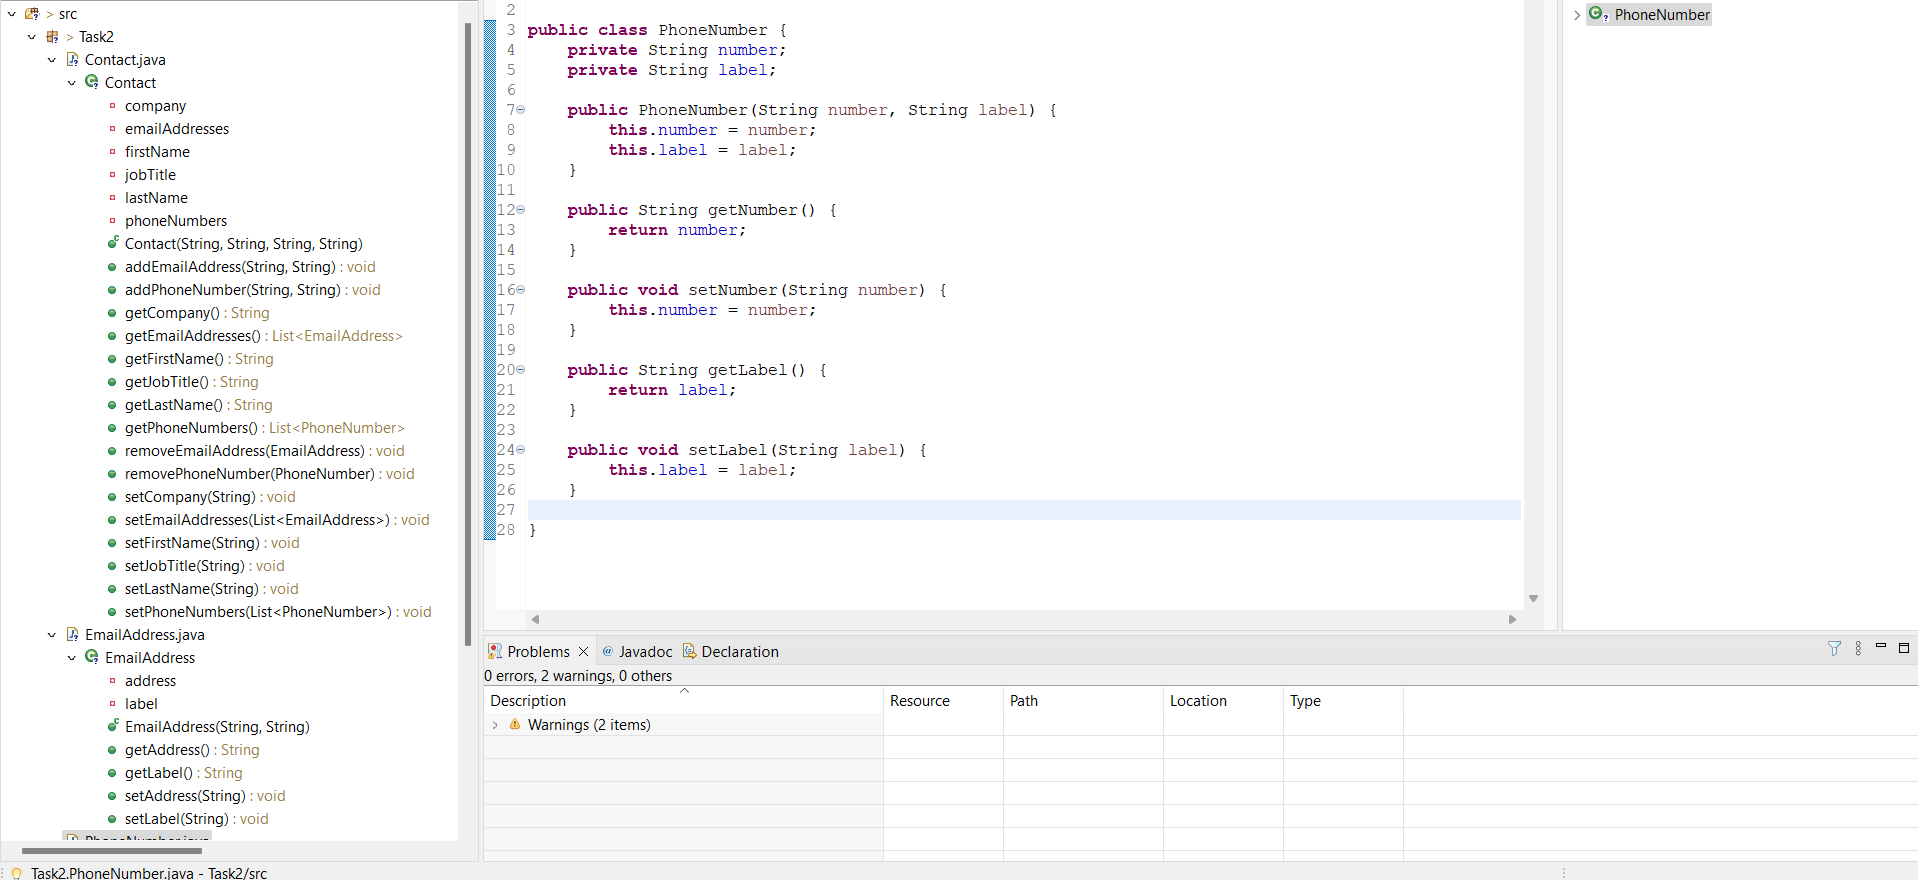 > src
> Task2
Contact.java
Contact
company
emailAddresses
firstName
jobTitle
lastName
phoneNumbers
Contact(String, String, String, String)
addEmailAddress(String, String) : void
addPhoneNumber(String, String) : void
getCompany() : String
getEmailAddresses() : List<EmailAddress>
getFirstName() : String
getJobTitle() : String
getLastName() : String
getPhoneNumbers() : List<PhoneNumber>
removeEmailAddress(EmailAddress) : void
removePhoneNumber(PhoneNumber) : void
setCompany(String) : void
setEmailAddresses(List<EmailAddress>) : void
setFirstName(String) : void
setJobTitle(String) : void
setLastName(String) : void
setPhoneNumbers(List<PhoneNumber>) : void
EmailAddress.java
EmailAddress
address
label
EmailAddress(String, String)
getAddress() : String
getLabel() : String
setAddress(String) : void
setLabel(String) : void
PhoneNumber.java
2
3 public class PhoneNumber {
4     private String number;
5     private String label;
6
7     public PhoneNumber(String number, String label) {
8         this.number = number;
9         this.label = label;
10     }
11
12     public String getNumber() {
13         return number;
14     }
15
16     public void setNumber(String number) {
17         this.number = number;
18     }
19
20     public String getLabel() {
21         return label;
22     }
23
24     public void setLabel(String label) {
25         this.label = label;
26     }
27
28 }
PhoneNumber
Problems @ Javadoc Declaration
0 errors, 2 warnings, 0 others
Description Resource Path Location Type
Warnings (2 items)
Task2.PhoneNumber.java - Task2/src